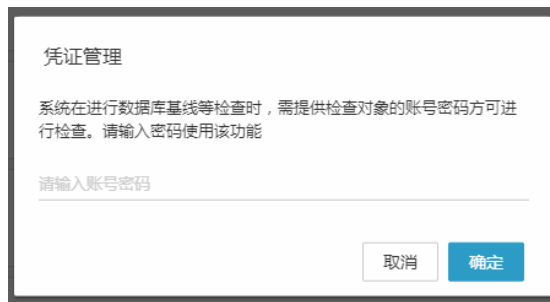 凭证管理
系统在进行数据库基线等检查时，需提供检查对象的账号密码方可进
行检查。请输入密码使用该功能
请输入账号密码
取消
确定